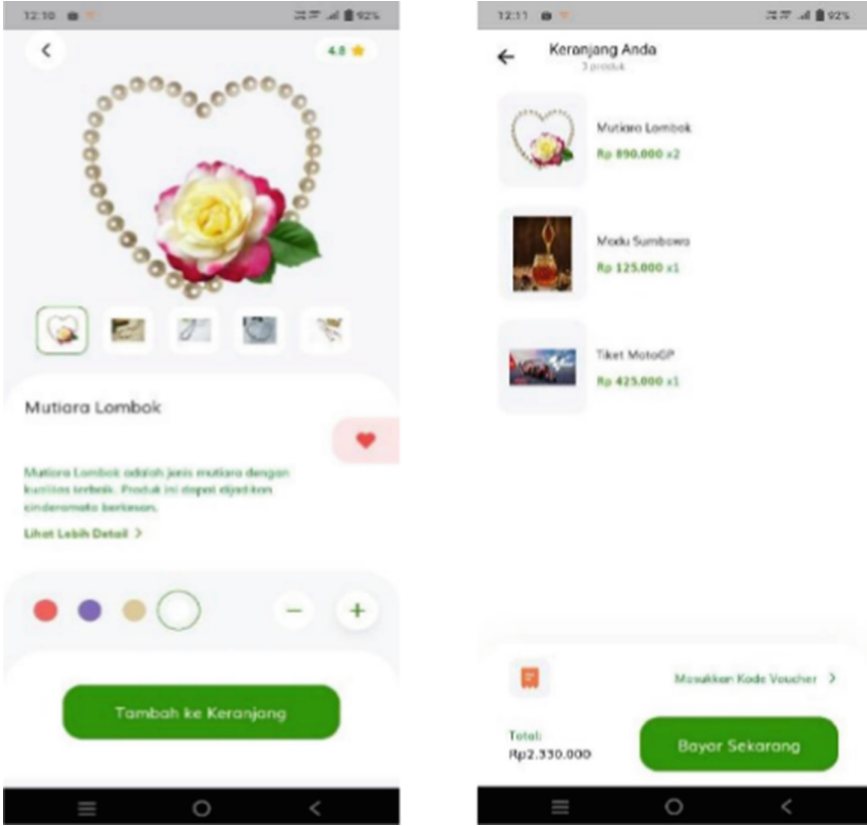 12:10
92%
4.8
Mutiara Lombok
Mutiara Lombok adalah jenis mutiara dengan
kualitas terbaik. Produk ini dapat dijadikan
cinderamata berkesan.
Lihat Lebih Detail >
Tambah ke Keranjang
12:11
92%
Keranjang Anda
3 produk
Mutiara Lombok
Rp 890.000 x2
Madu Sumbawa
Rp 125.000 x1
Tiket MotoGP
Rp 425.000 x1
Masukkan Kode Voucher >
Total:
Rp2.330.000
Bayar Sekarang